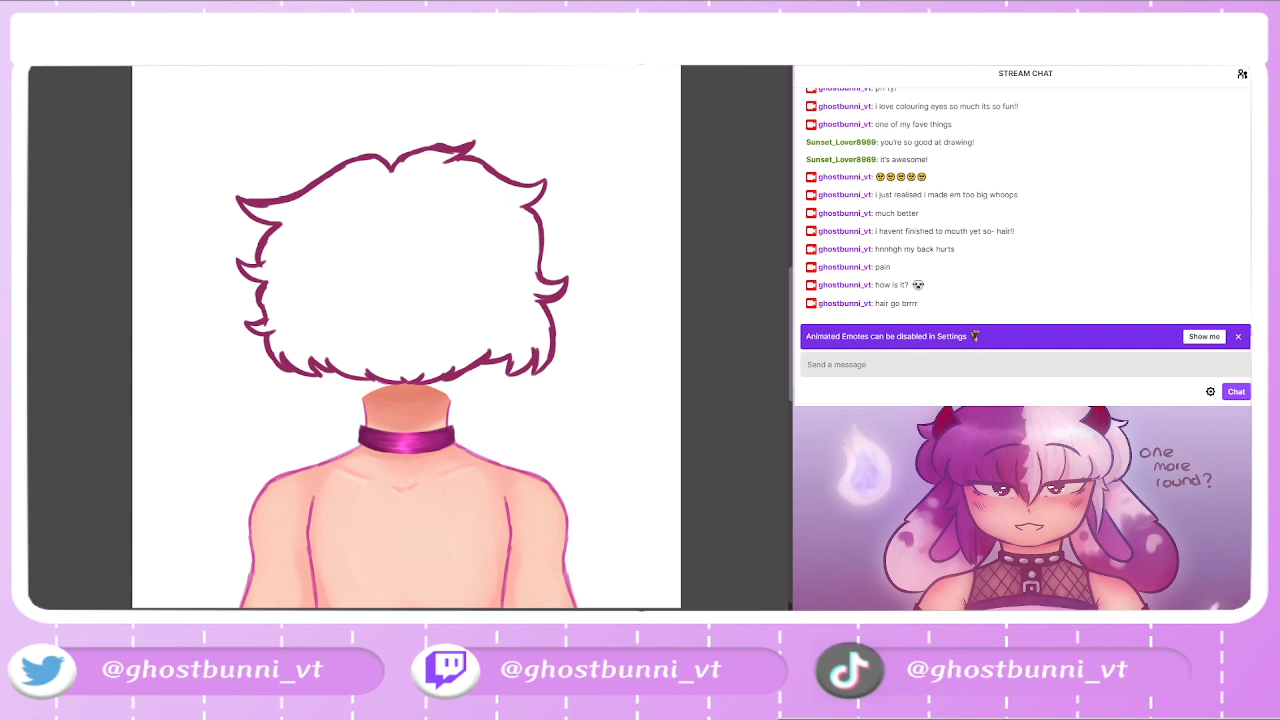 STREAM CHAT
ghostbunni_vt:
ghostbunni_vt: i love colouring eyes so much its so fun!!
ghostbunni_vt: one of my fave things
Sunset_Lover8989: you're so good at drawing!
Sunset_Lover8989: it's awesome!
ghostbunni_vt:
ghostbunni_vt: i just realised i made em too big whoops
ghostbunni_vt: much better
ghostbunni_vt: i havent finished to mouth yet so- hair!!
ghostbunni_vt: hnnhgh my back hurts
ghostbunni_vt: pain
ghostbunni_vt: how is it?
ghostbunni_vt: hair go brrrr
Animated Emotes can be disabled in Settings
Show me
Send a message
Chat
one
more
round?
@ghostbunni_vt
@ghostbunni_vt
@ghostbunni_vt